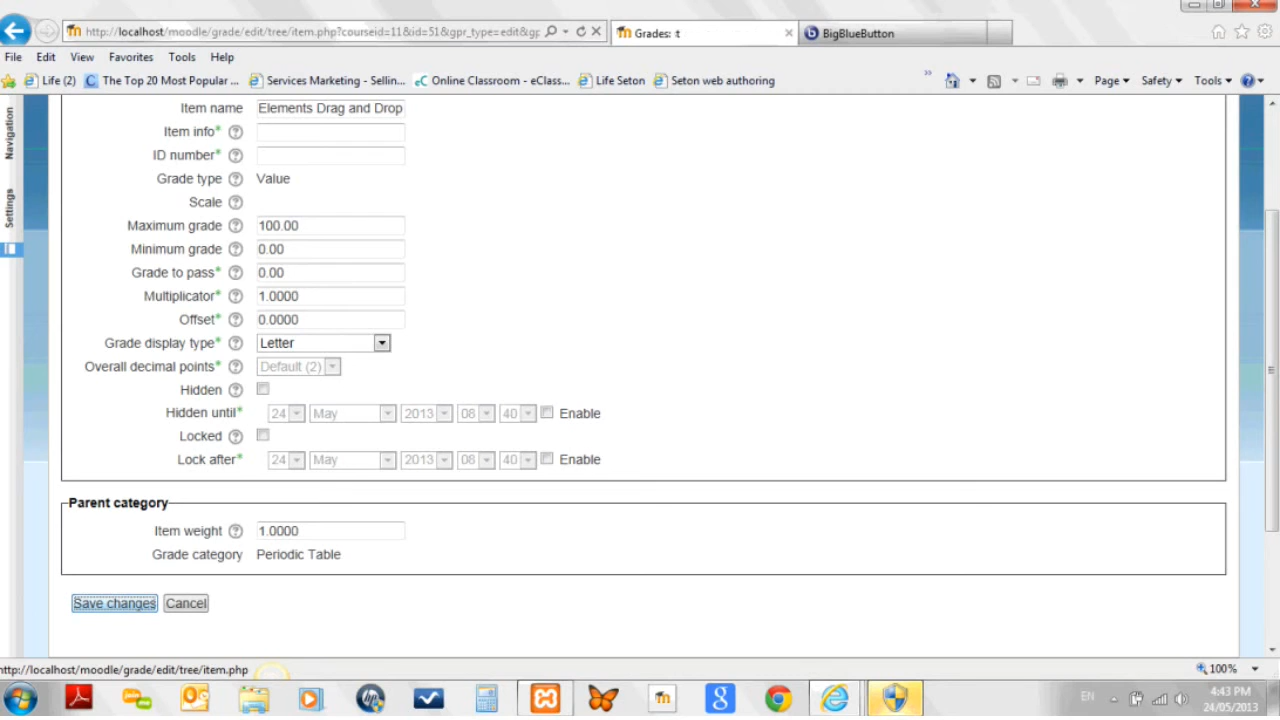 http://localhost/moodle/grade/edit/tree/item.php?courseid=11&id=51&gpr_type=edit&gp
Grades: t
BigBlueButton
File Edit View Favorites Tools Help
Life (2) The Top 20 Most Popular ... Services Marketing - Sellin... Online Classroom - eClass... Life Seton Seton web authoring
Page Safety Tools
Navigation
Settings
Item name Elements Drag and Drop
Item info*
ID number*
Grade type Value
Scale
Maximum grade 100.00
Minimum grade 0.00
Grade to pass* 0.00
Multiplicator* 1.0000
Offset* 0.0000
Grade display type* Letter
Overall decimal points* Default (2)
Hidden
Hidden until* 24 May 2013 08 40 Enable
Locked
Lock after* 24 May 2013 08 40 Enable
Parent category
Item weight 1.0000
Grade category Periodic Table
Save changes Cancel
http://localhost/moodle/grade/edit/tree/item.php
100%
EN
4:43 PM
24/05/2013